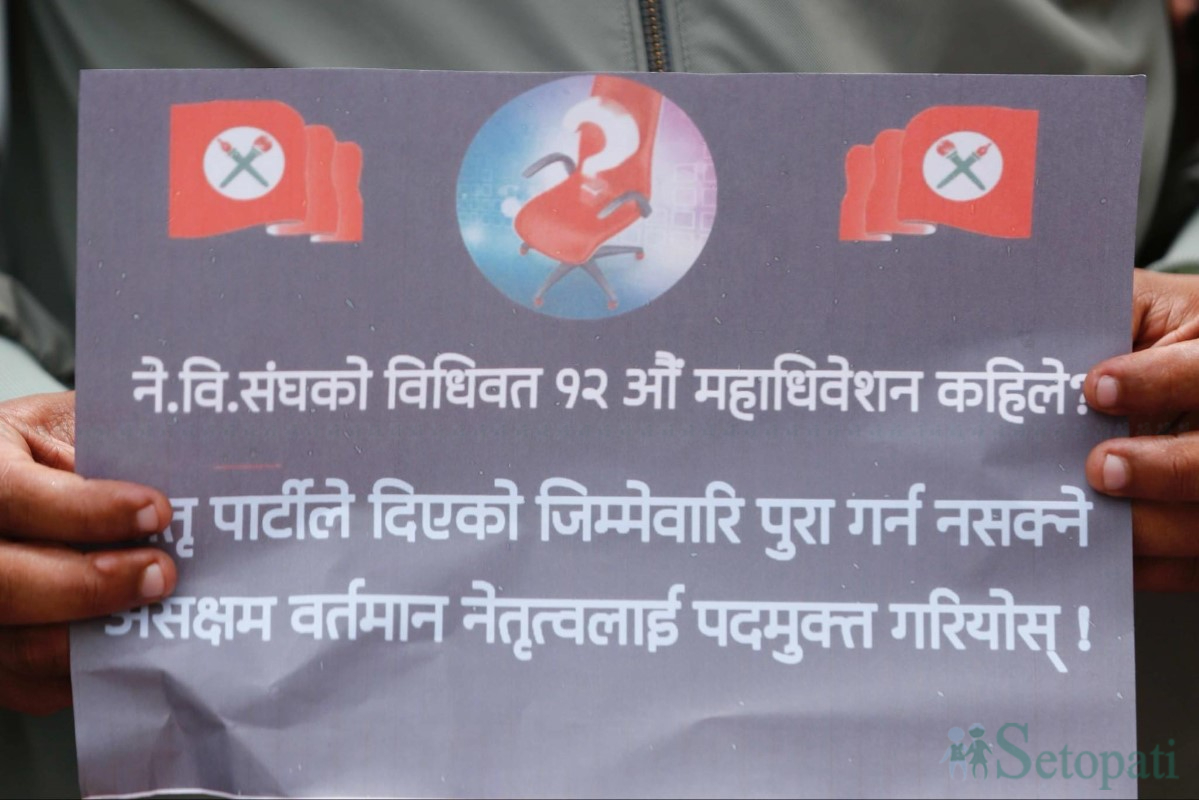 ने.वि.संघको विधिवत १२ औं महाधिवेशन कहिले?
पार्टीले दिएको जिम्मेवारि पुरा गर्न नसक्ने
असक्षम वर्तमान नेतृत्वलाई पदमुक्त गरियोस् !
Setopati